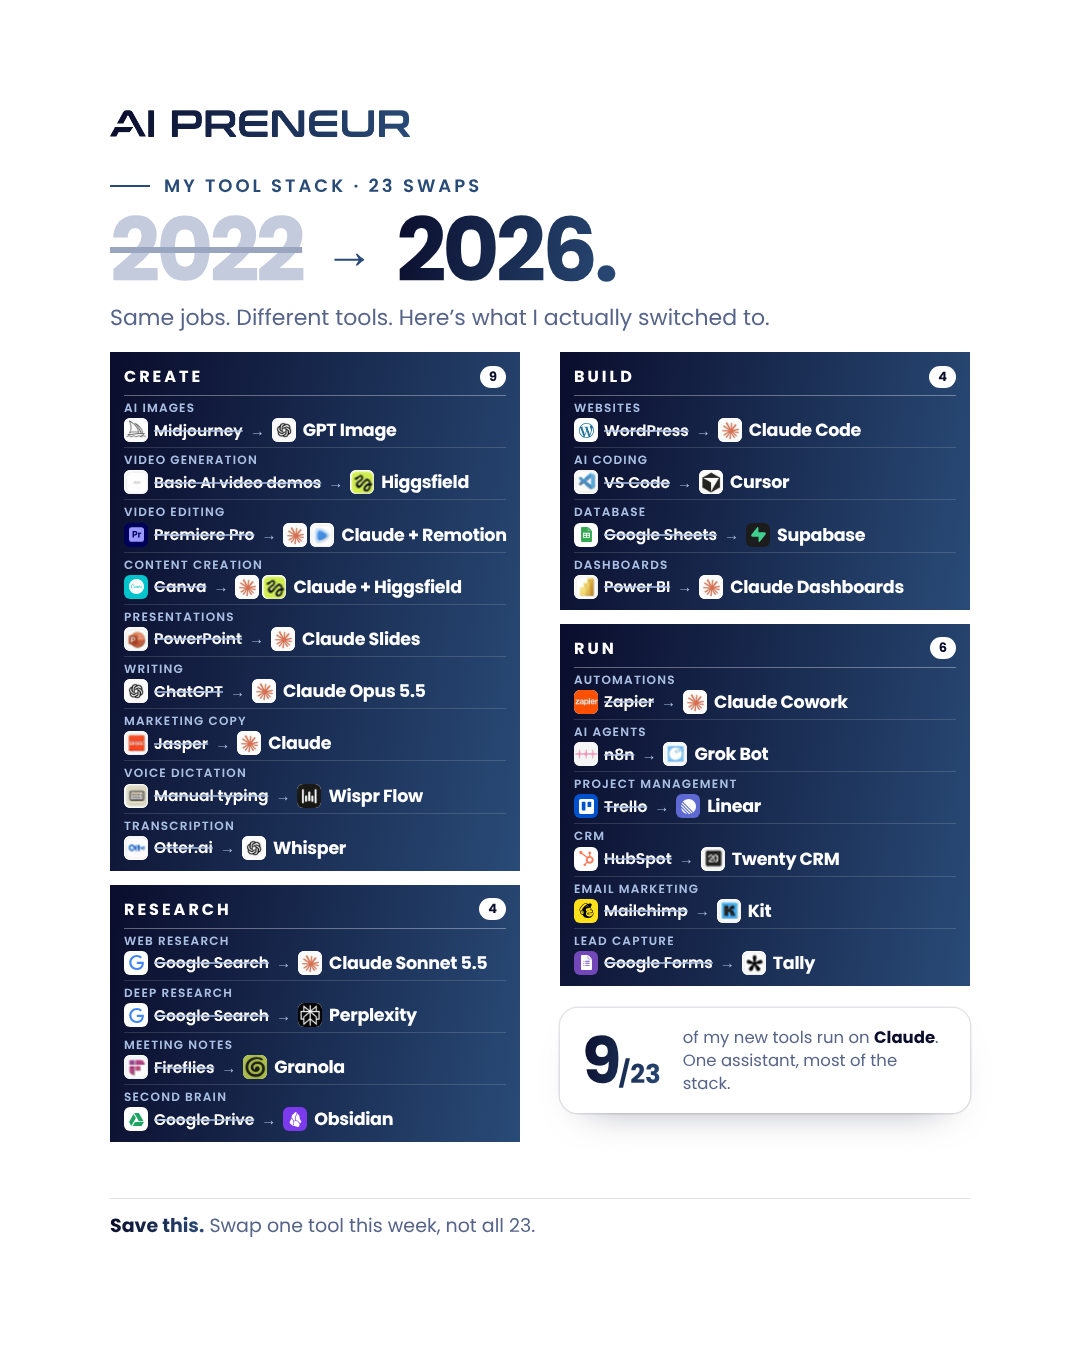 AI PRENEUR
MY TOOL STACK · 23 SWAPS
2022 → 2026.
Same jobs. Different tools. Here's what I actually switched to.
CREATE 9
AI IMAGES
Midjourney → GPT Image
VIDEO GENERATION
Basic AI video demos → Higgsfield
VIDEO EDITING
Pr Premiere Pro → Claude + Remotion
CONTENT CREATION
Canva → Claude + Higgsfield
PRESENTATIONS
PowerPoint → Claude Slides
WRITING
ChatGPT → Claude Opus 5.5
MARKETING COPY
Jasper → Claude
VOICE DICTATION
Manual typing → Wispr Flow
TRANSCRIPTION
Otter.ai → Whisper
RESEARCH 4
WEB RESEARCH
Google Search → Claude Sonnet 5.5
DEEP RESEARCH
Google Search → Perplexity
MEETING NOTES
Fireflies → Granola
SECOND BRAIN
Google Drive → Obsidian
BUILD 4
WEBSITES
WordPress → Claude Code
AI CODING
VS Code → Cursor
DATABASE
Google Sheets → Supabase
DASHBOARDS
Power BI → Claude Dashboards
RUN 6
AUTOMATIONS
zapier Zapier → Claude Cowork
AI AGENTS
n8n → Grok Bot
PROJECT MANAGEMENT
Trello → Linear
CRM
HubSpot → 20 Twenty CRM
EMAIL MARKETING
Mailchimp → K Kit
LEAD CAPTURE
Google Forms → Tally
9/23
of my new tools run on Claude.
One assistant, most of the
stack.
Save this. Swap one tool this week, not all 23.